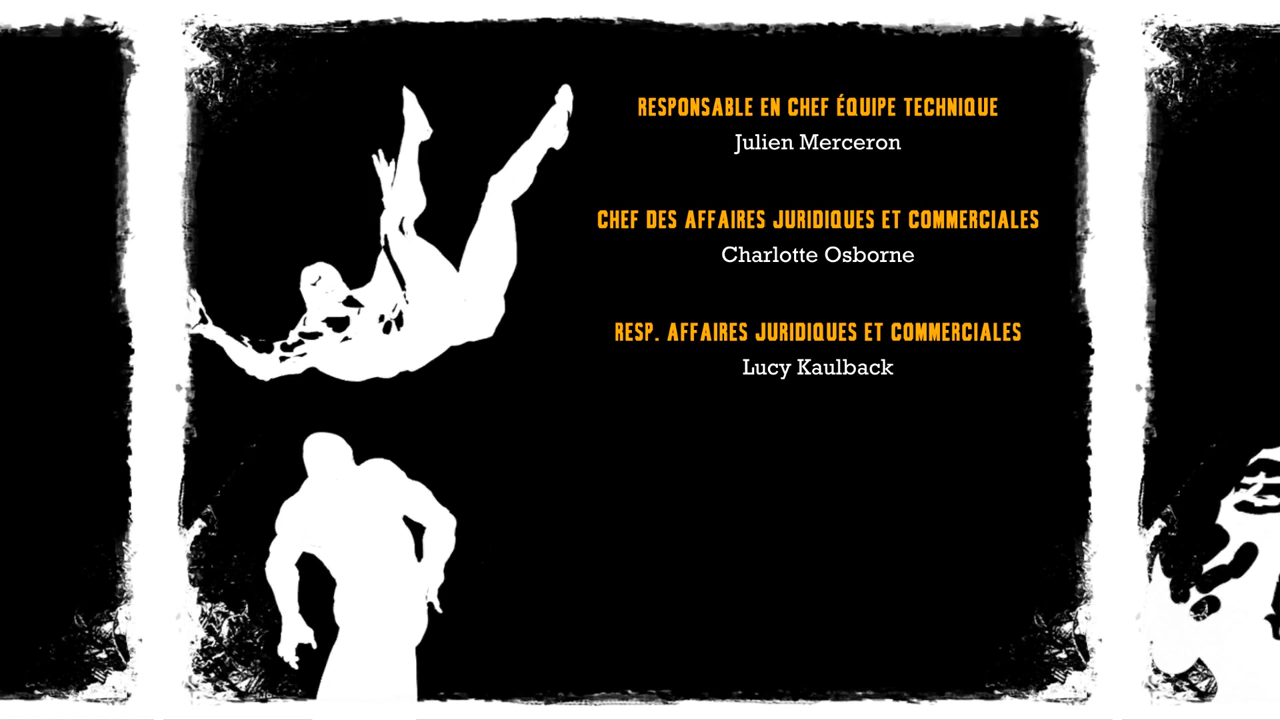 RESPONSABLE EN CHEF ÉQUIPE TECHNIQUE
Julien Merceron
CHEF DES AFFAIRES JURIDIQUES ET COMMERCIALES
Charlotte Osborne
RESP. AFFAIRES JURIDIQUES ET COMMERCIALES
Lucy Kaulback